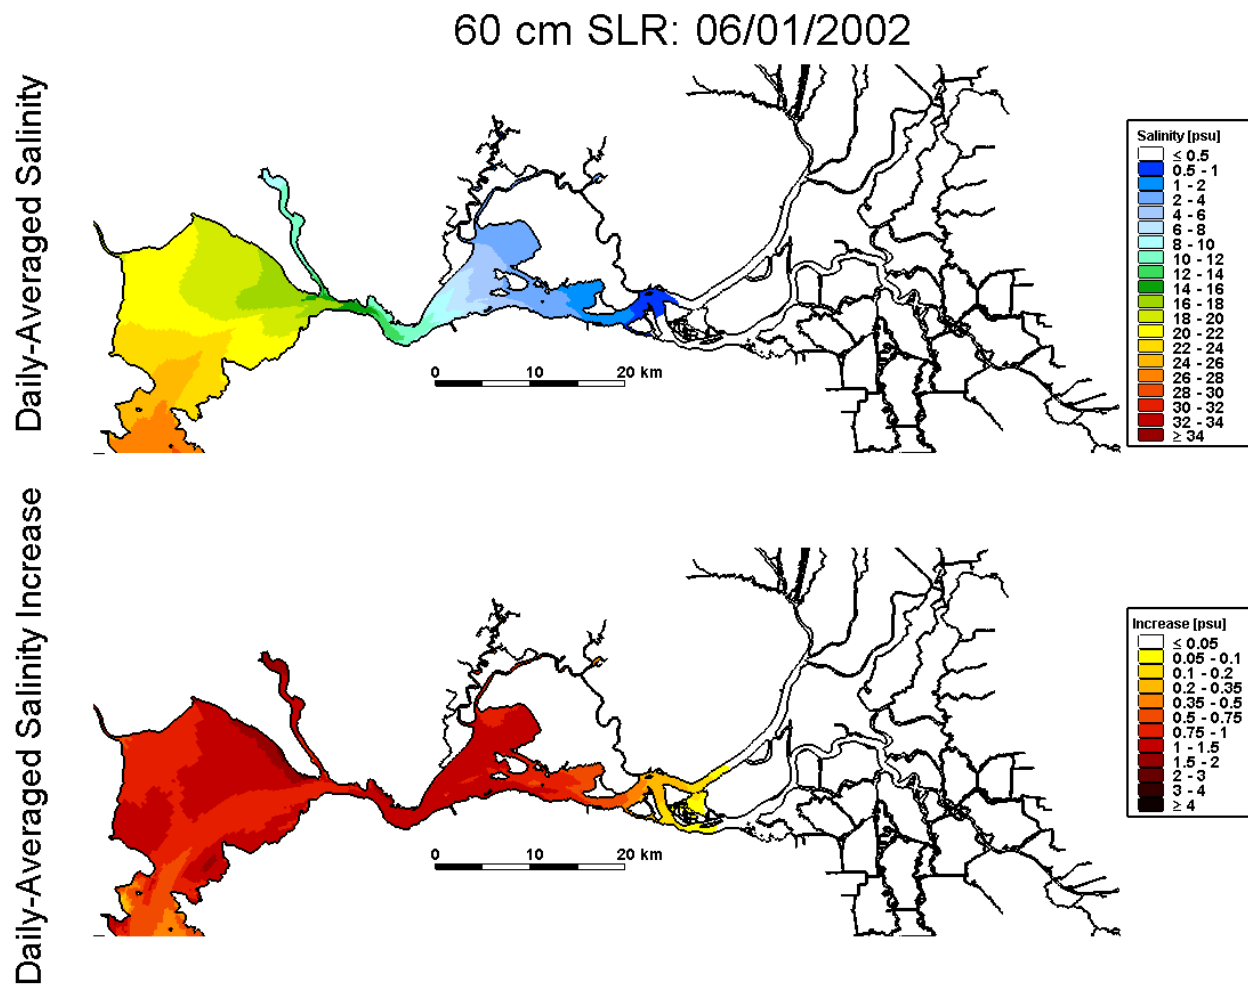 60 cm SLR: 06/01/2002
Daily-Averaged Salinity
0 10 20 km
Salinity [psu]
≤ 0.5
0.5 - 1
1 - 2
2 - 4
4 - 6
6 - 8
8 - 10
10 - 12
12 - 14
14 - 16
16 - 18
18 - 20
20 - 22
22 - 24
24 - 26
26 - 28
28 - 30
30 - 32
32 - 34
≥ 34
Daily-Averaged Salinity Increase
0 10 20 km
Increase [psu]
≤ 0.05
0.05 - 0.1
0.1 - 0.2
0.2 - 0.35
0.35 - 0.5
0.5 - 0.75
0.75 - 1
1 - 1.5
1.5 - 2
2 - 3
3 - 4
≥ 4